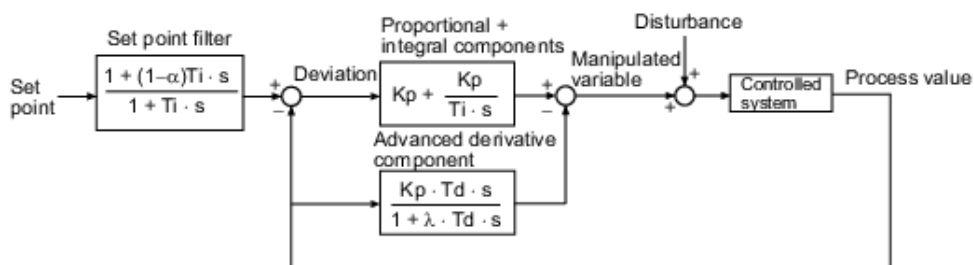 Set point filter
Proportional +
integral components
Disturbance
Set
point
1 + (1–α)Ti · s
1 + Ti · s
+
−
Deviation
Kp + Kp
Ti · s
+
−
Manipulated
variable
+
+
Controlled
system
Process value
Advanced derivative
component
Kp · Td · s
1 + λ · Td · s